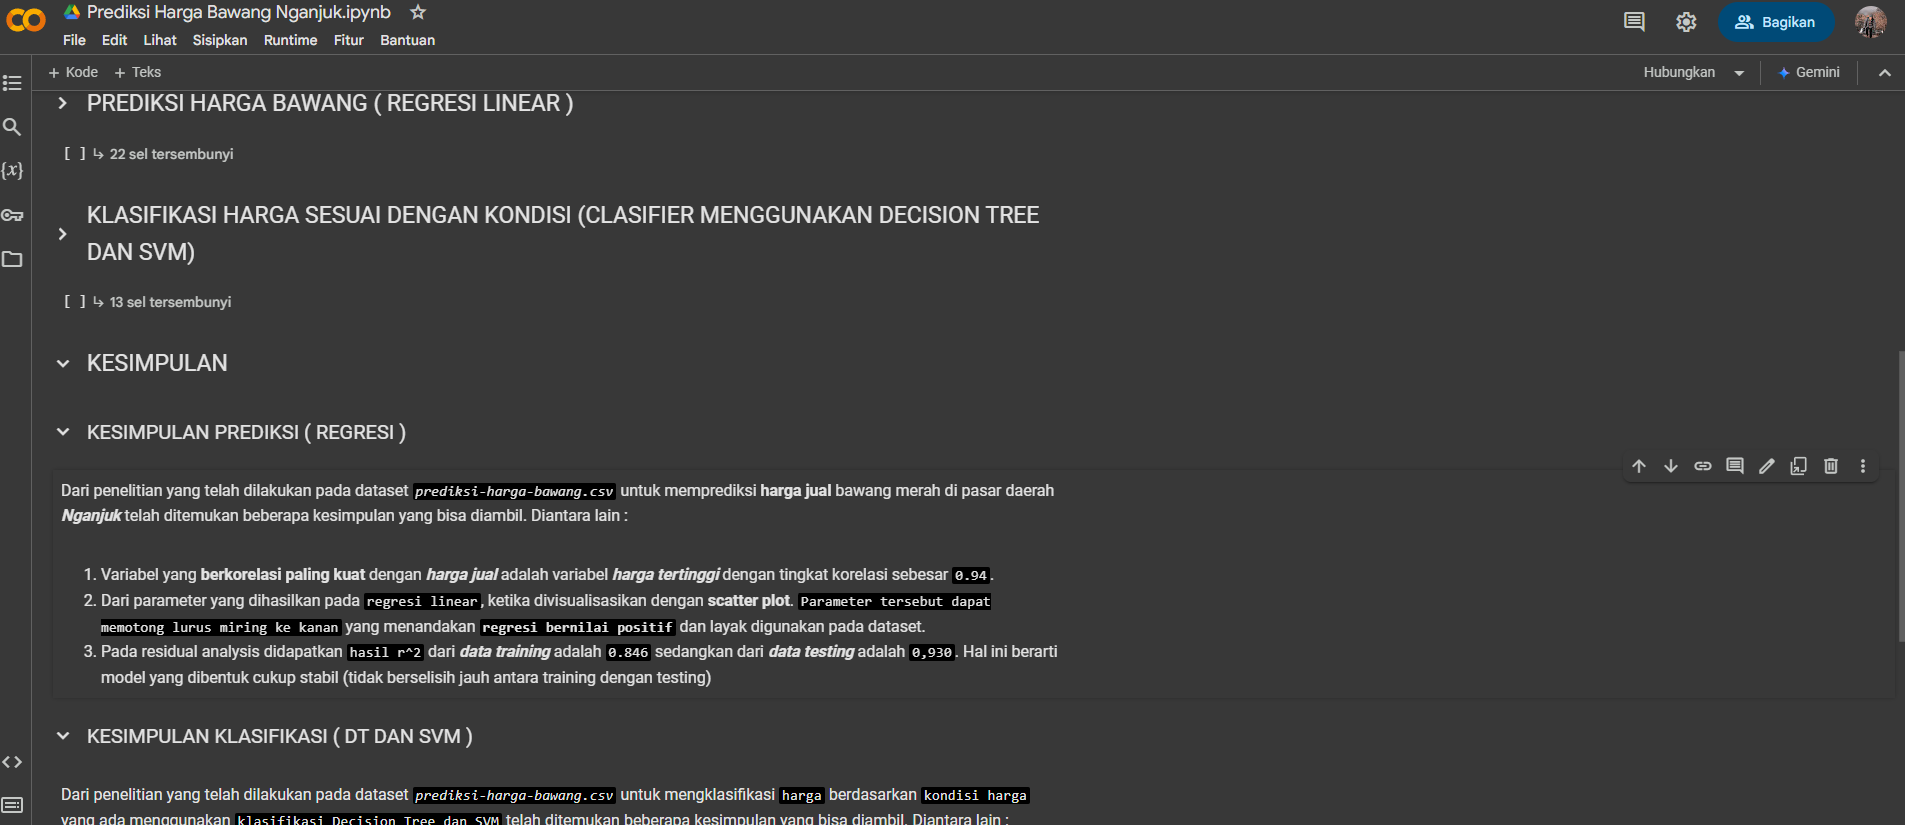 Prediksi Harga Bawang Nganjuk.ipynb
File Edit Lihat Sisipkan Runtime Fitur Bantuan
Bagikan
+ Kode + Teks
Hubungkan
Gemini
PREDIKSI HARGA BAWANG ( REGRESI LINEAR )
[ ] ↳ 22 sel tersembunyi
KLASIFIKASI HARGA SESUAI DENGAN KONDISI (CLASIFIER MENGGUNAKAN DECISION TREE
DAN SVM)
[ ] ↳ 13 sel tersembunyi
KESIMPULAN
KESIMPULAN PREDIKSI ( REGRESI )
Dari penelitian yang telah dilakukan pada dataset prediksi-harga-bawang.csv untuk memprediksi harga jual bawang merah di pasar daerah
Nganjuk telah ditemukan beberapa kesimpulan yang bisa diambil. Diantara lain :
1. Variabel yang berkorelasi paling kuat dengan harga jual adalah variabel harga tertinggi dengan tingkat korelasi sebesar 0.94.
2. Dari parameter yang dihasilkan pada regresi linear, ketika divisualisasikan dengan scatter plot. Parameter tersebut dapat
memotong lurus miring ke kanan yang menandakan regresi bernilai positif dan layak digunakan pada dataset.
3. Pada residual analysis didapatkan hasil r^2 dari data training adalah 0.846 sedangkan dari data testing adalah 0,930. Hal ini berarti
model yang dibentuk cukup stabil (tidak berselisih jauh antara training dengan testing)
KESIMPULAN KLASIFIKASI ( DT DAN SVM )
Dari penelitian yang telah dilakukan pada dataset prediksi-harga-bawang.csv untuk mengklasifikasi harga berdasarkan kondisi harga
yang ada menggunakan klasifikasi Decision Tree dan SVM telah ditemukan beberapa kesimpulan yang bisa diambil. Diantara lain :